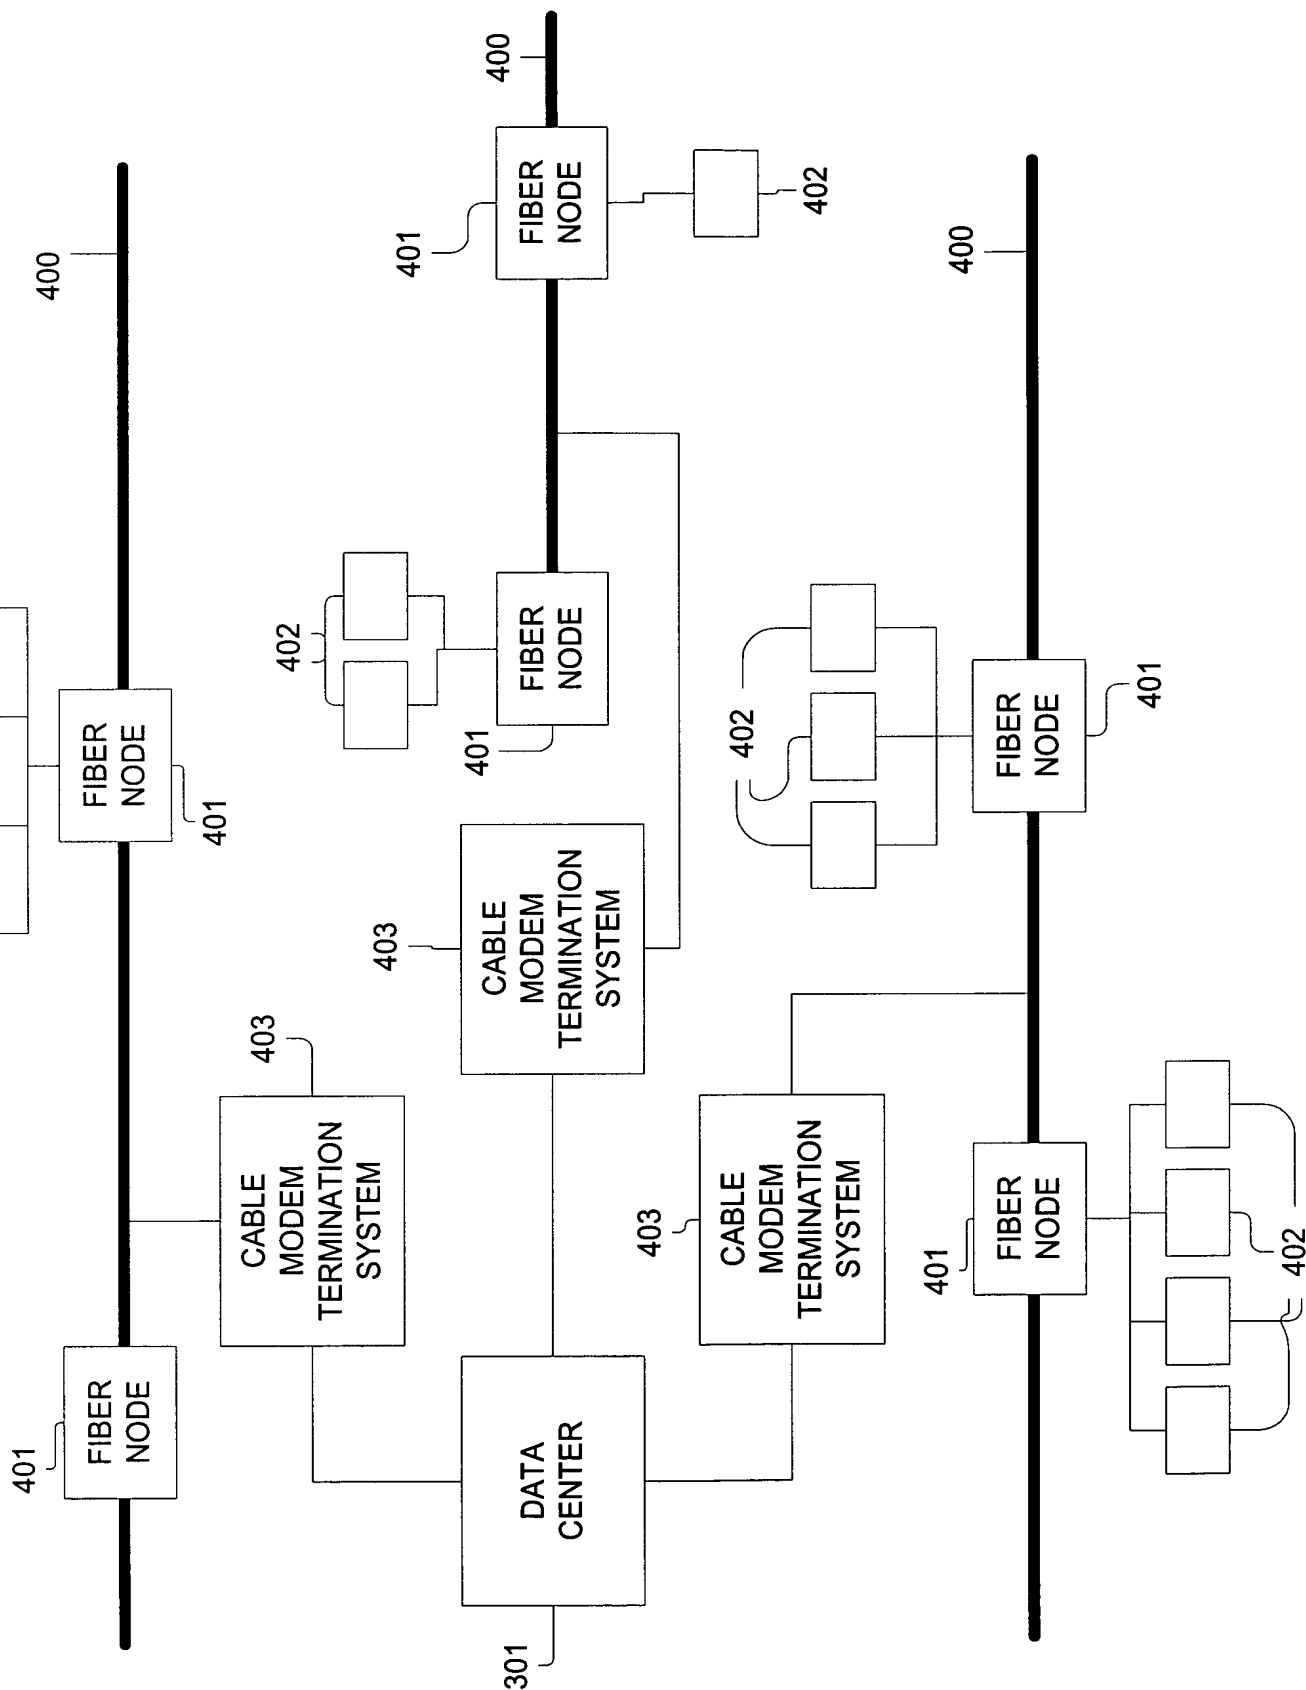 400
FIBER
NODE
401
FIBER
NODE
401
400
FIBER
NODE
401
402
402
FIBER
NODE
401
CABLE
MODEM
TERMINATION
SYSTEM
403
CABLE
MODEM
TERMINATION
SYSTEM
403
DATA
CENTER
301
CABLE
MODEM
TERMINATION
SYSTEM
403
400
402
FIBER
NODE
401
FIBER
NODE
401
402